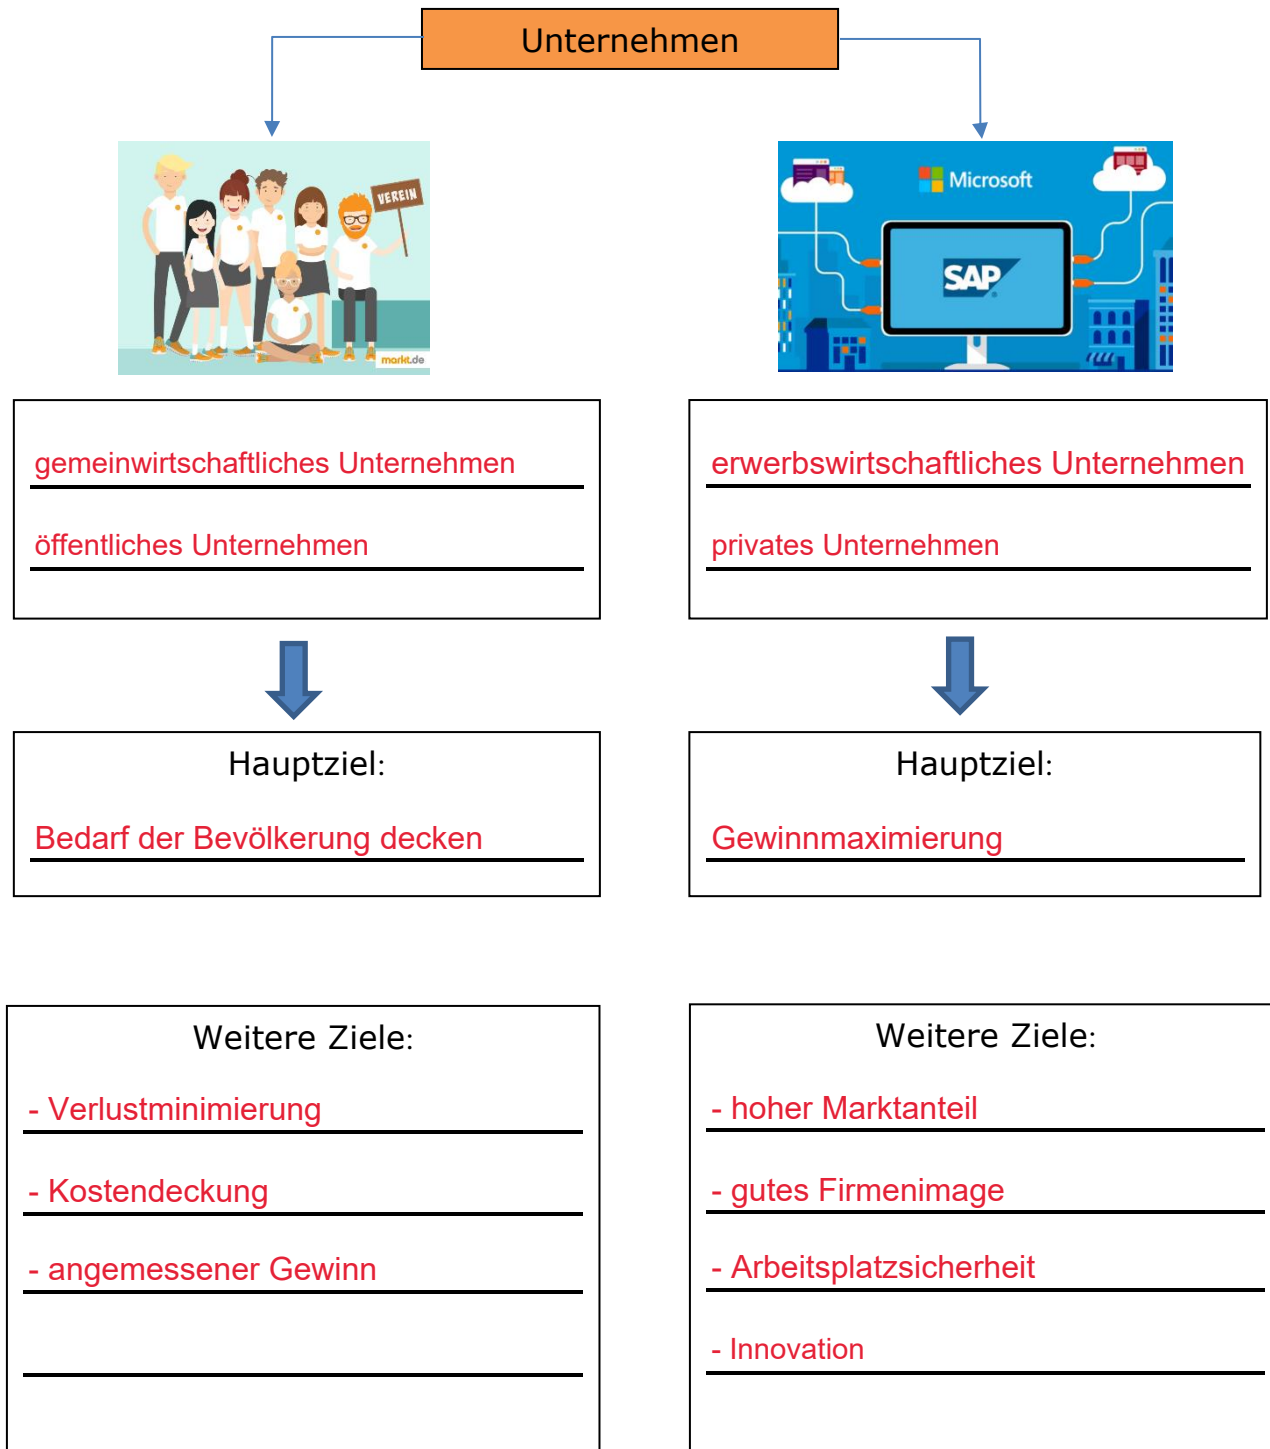 Unternehmen
VEREIN
markt.de
Microsoft
SAP
gemeinwirtschaftliches Unternehmen
öffentliches Unternehmen
erwerbswirtschaftliches Unternehmen
privates Unternehmen
Hauptziel:
Bedarf der Bevölkerung decken
Hauptziel:
Gewinnmaximierung
Weitere Ziele:
- Verlustminimierung
- Kostendeckung
- angemessener Gewinn
Weitere Ziele:
- hoher Marktanteil
- gutes Firmenimage
- Arbeitsplatzsicherheit
- Innovation